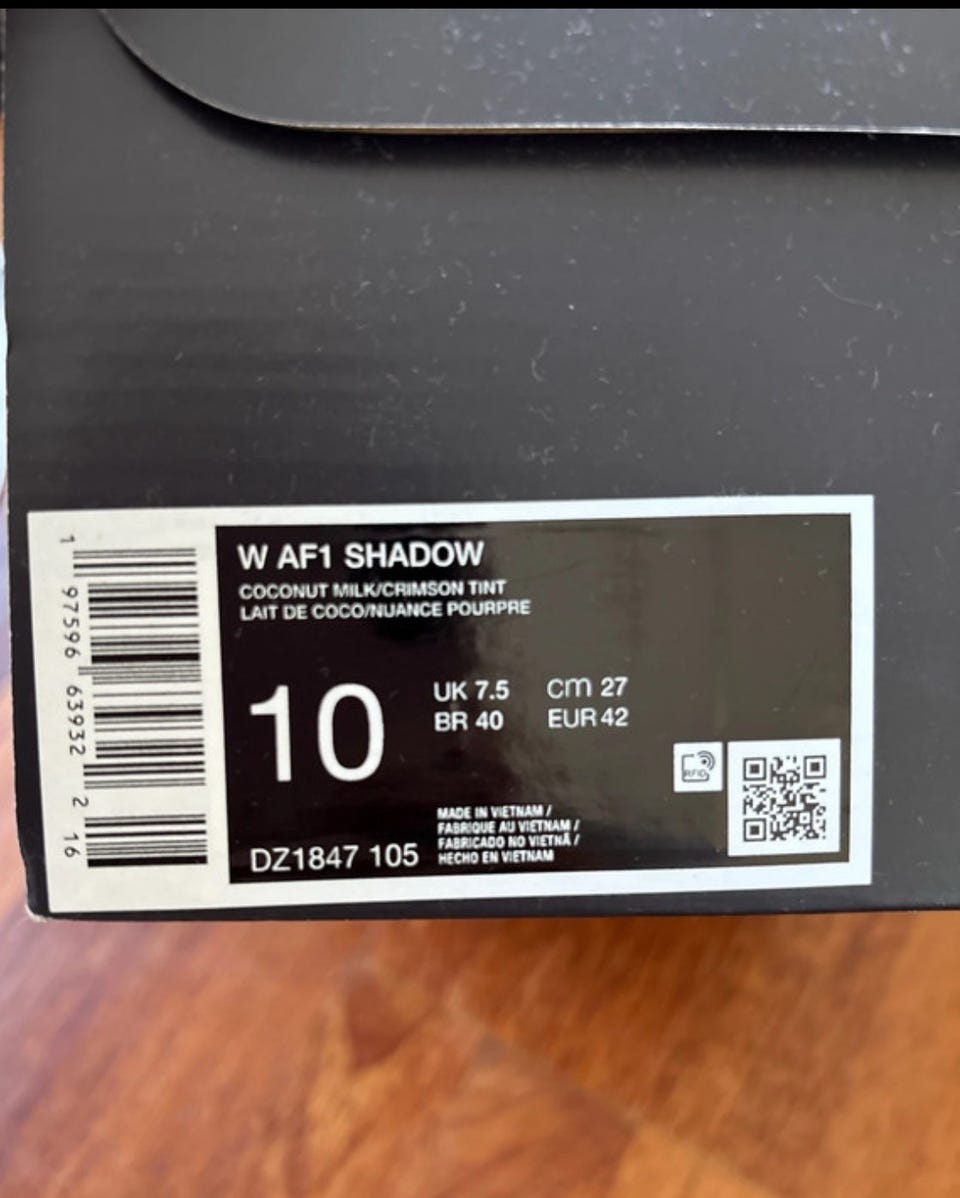 W AF1 SHADOW
COCONUT MILK/CRIMSON TINT
LAIT DE COCO/NUANCE POURPRE
10
UK 7.5 cm 27
BR 40 EUR 42
RFID
MADE IN VIETNAM /
FABRIQUE AU VIETNAM /
FABRICADO NO VIETNÃ /
HECHO EN VIETNAM
DZ1847 105
1 97596 63932 2 16